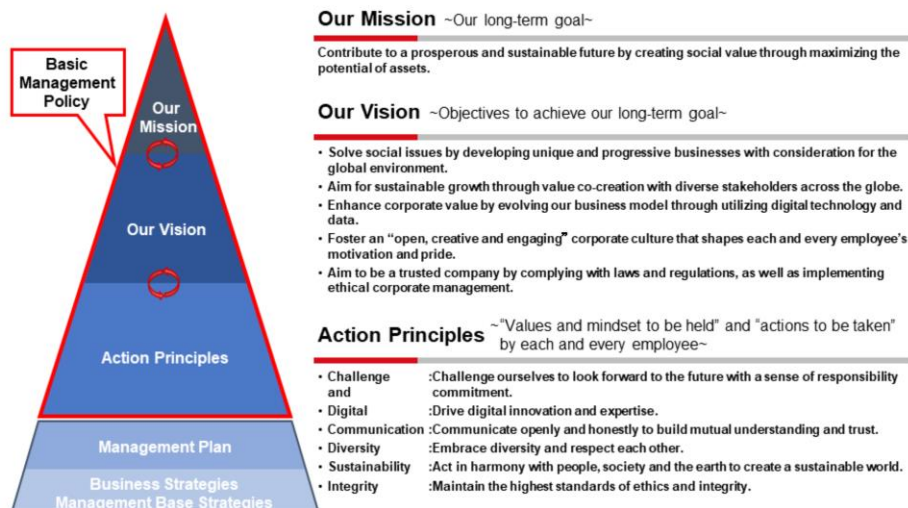 Basic
Management
Policy
Our
Mission
Our Vision
Action Principles
Management Plan
Business Strategies
Management Base Strategies
Our Mission ~Our long-term goal~
Contribute to a prosperous and sustainable future by creating social value through maximizing the
potential of assets.
Our Vision ~Objectives to achieve our long-term goal~
• Solve social issues by developing unique and progressive businesses with consideration for the
global environment.
• Aim for sustainable growth through value co-creation with diverse stakeholders across the globe.
• Enhance corporate value by evolving our business model through utilizing digital technology and
data.
• Foster an “open, creative and engaging” corporate culture that shapes each and every employee’s
motivation and pride.
• Aim to be a trusted company by complying with laws and regulations, as well as implementing
ethical corporate management.
Action Principles ~“Values and mindset to be held” and “actions to be taken”
by each and every employee~
• Challenge :Challenge ourselves to look forward to the future with a sense of responsibility
and commitment.
• Digital :Drive digital innovation and expertise.
• Communication :Communicate openly and honestly to build mutual understanding and trust.
• Diversity :Embrace diversity and respect each other.
• Sustainability :Act in harmony with people, society and the earth to create a sustainable world.
• Integrity :Maintain the highest standards of ethics and integrity.